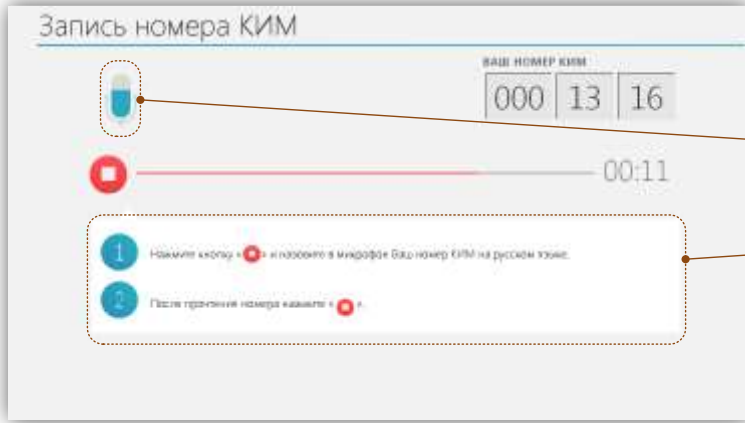 Запись номера КИМ
ВАШ НОМЕР КИМ
000 13 16
00:11
1 Нажмите кнопку « » и назовите в микрофон Ваш номер КИМ на русском языке.
2 После прочтения номера нажмите « ».